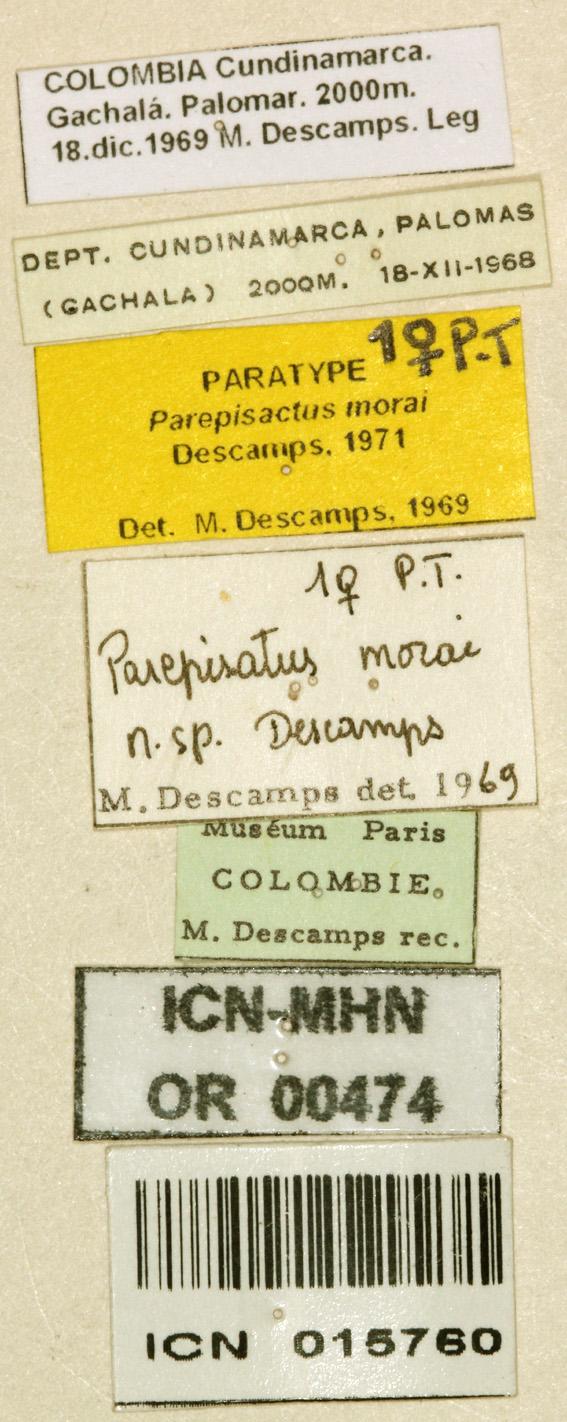 COLOMBIA Cundinamarca.
Gachalá. Palomar. 2000m.
18.dic.1969 M. Descamps. Leg
DEPT. CUNDINAMARCA, PALOMAS
(GACHALA) 2000M. 18-XII-1968
1♀ P.T
PARATYPE
Parepisactus morai
Descamps, 1971
Det. M. Descamps, 1969
1♀ P.T.
Parepisatus morai
n.sp. Descamps
M. Descamps det. 1969
Muséum Paris
COLOMBIE.
M. Descamps rec.
ICN-MHN
OR 00474
ICN 015760